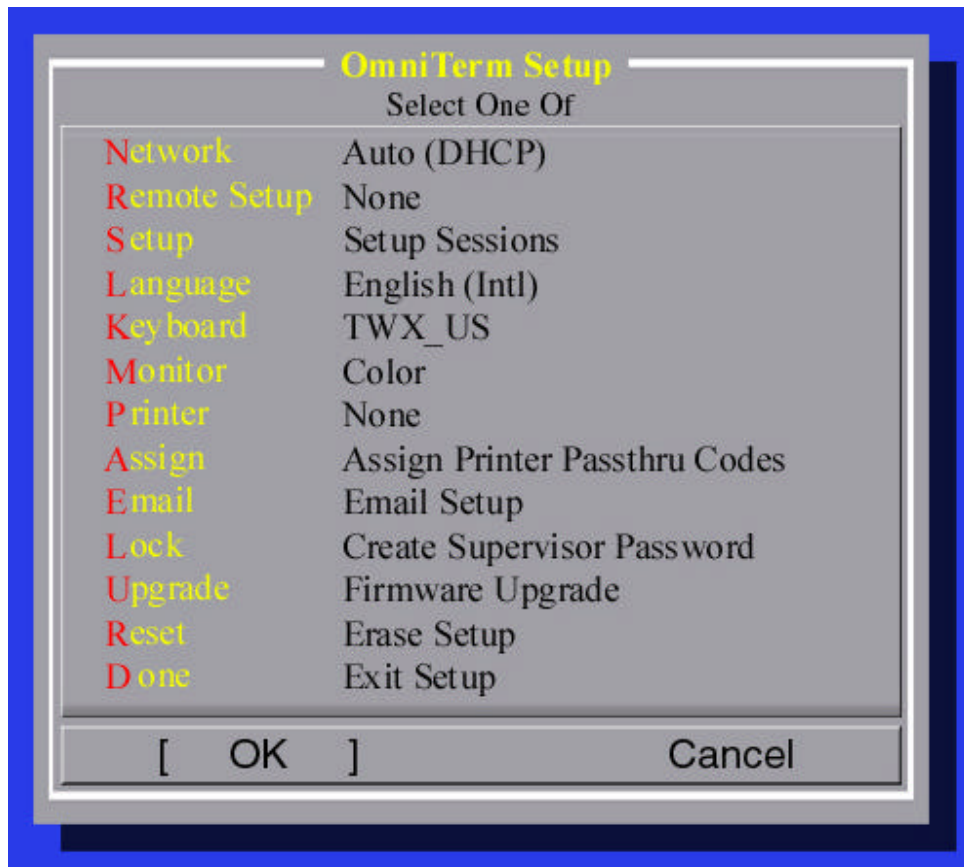 OmniTerm Setup
Select One Of
Network Auto (DHCP)
Remote Setup None
Setup Setup Sessions
Language English (Intl)
Keyboard TWX_US
Monitor Color
Printer None
Assign Assign Printer Passthru Codes
Email Email Setup
Lock Create Supervisor Password
Upgrade Firmware Upgrade
Reset Erase Setup
Done Exit Setup
[ OK ] Cancel